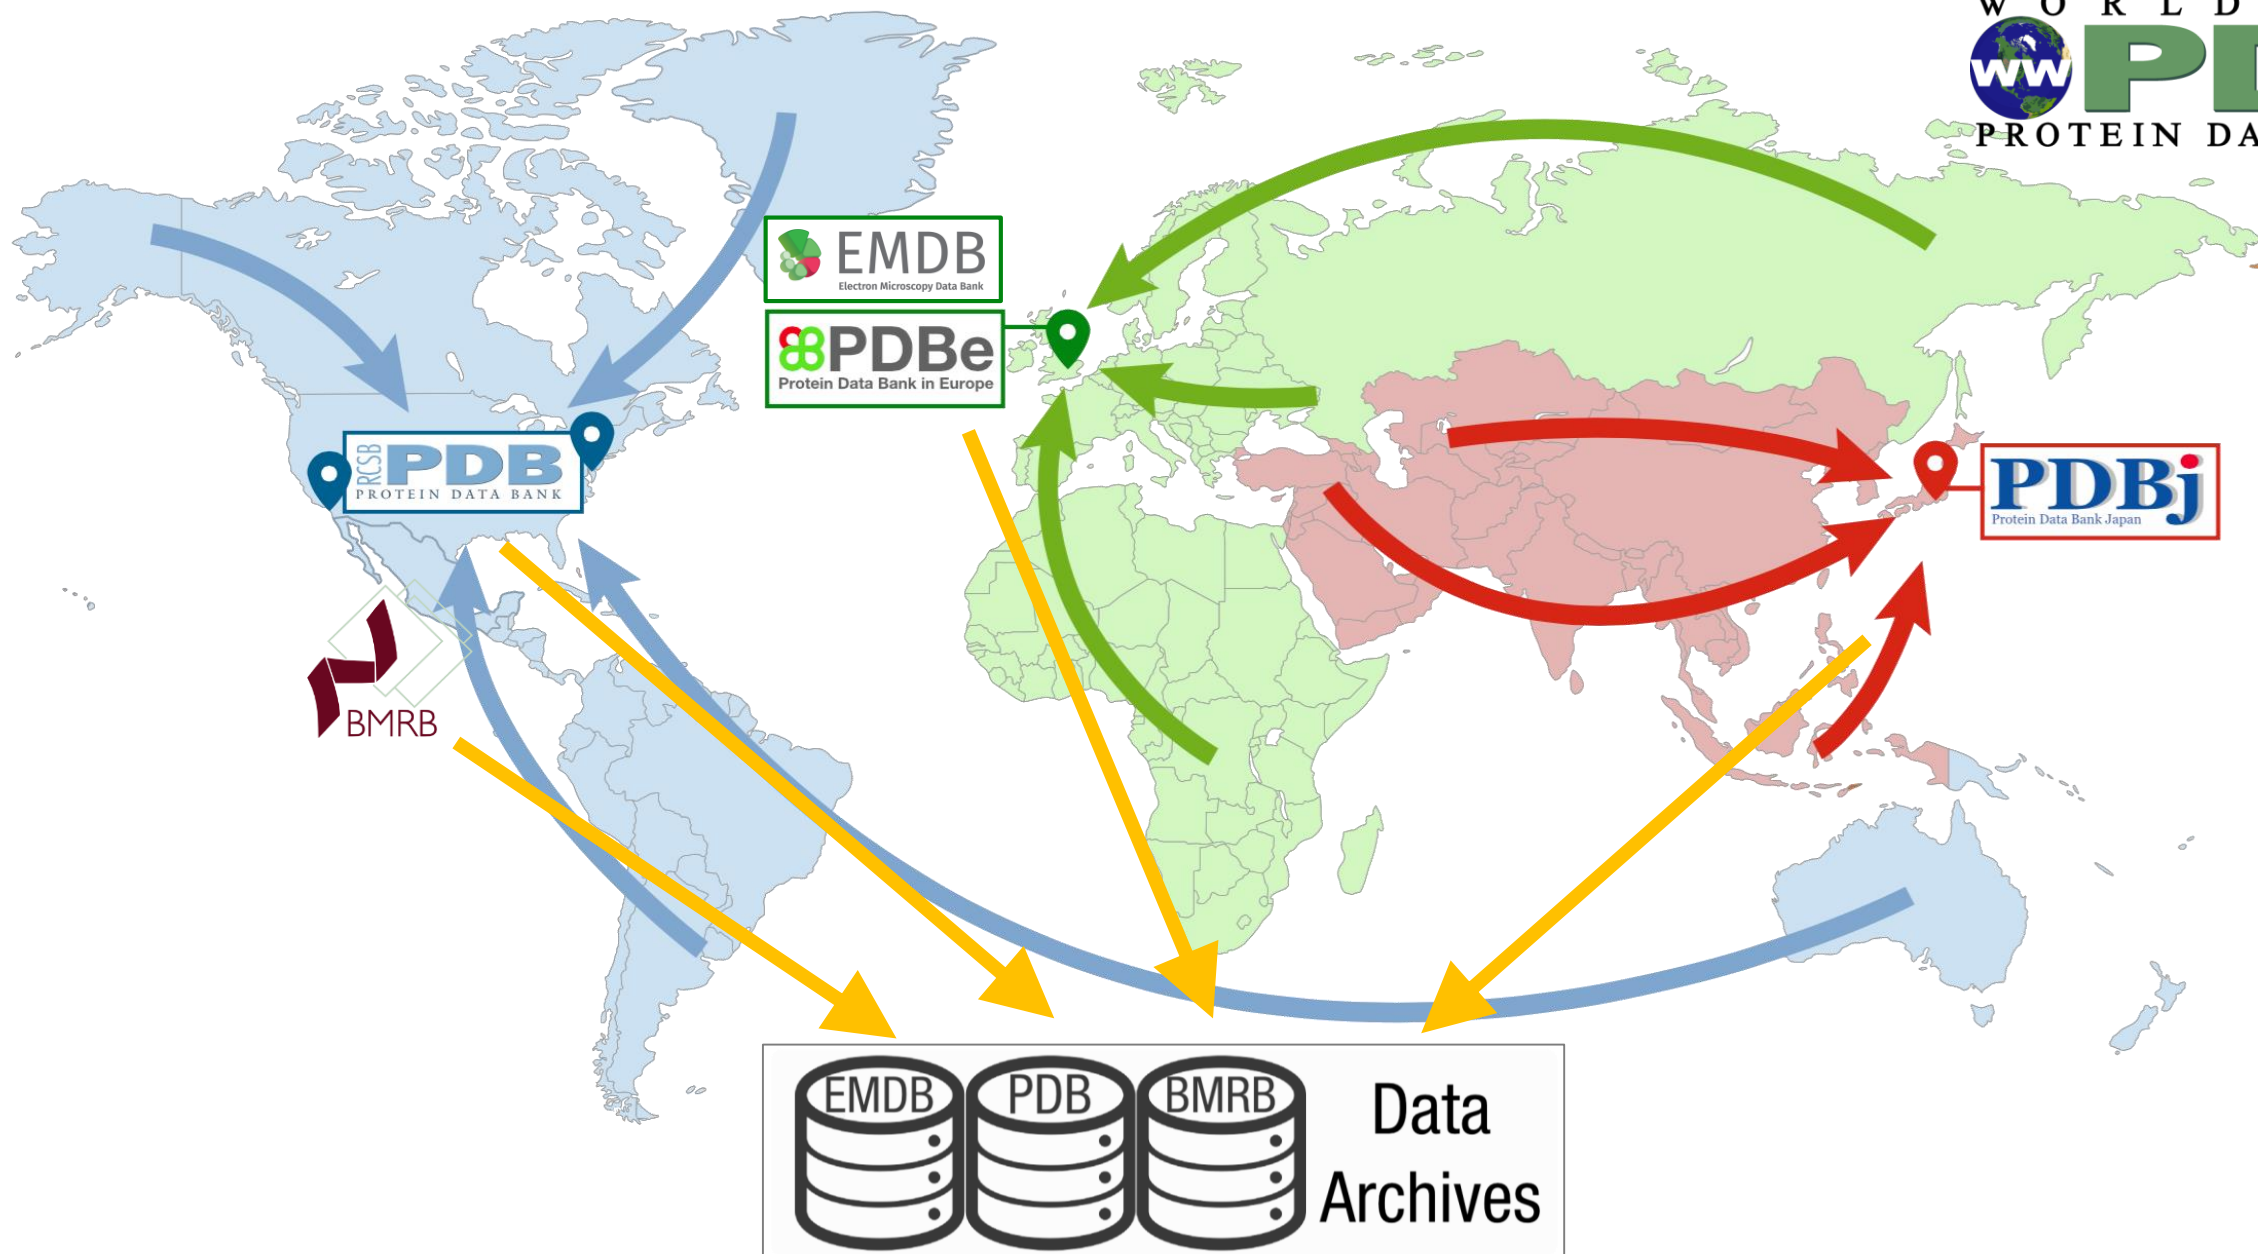 W O R L D
WW PD
PROTEIN DA
EMDB
Electron Microscopy Data Bank
PDBe
Protein Data Bank in Europe
RCSB
PDB
PROTEIN DATA BANK
PDBj
Protein Data Bank Japan
BMRB
EMDB
PDB
BMRB
Data
Archives